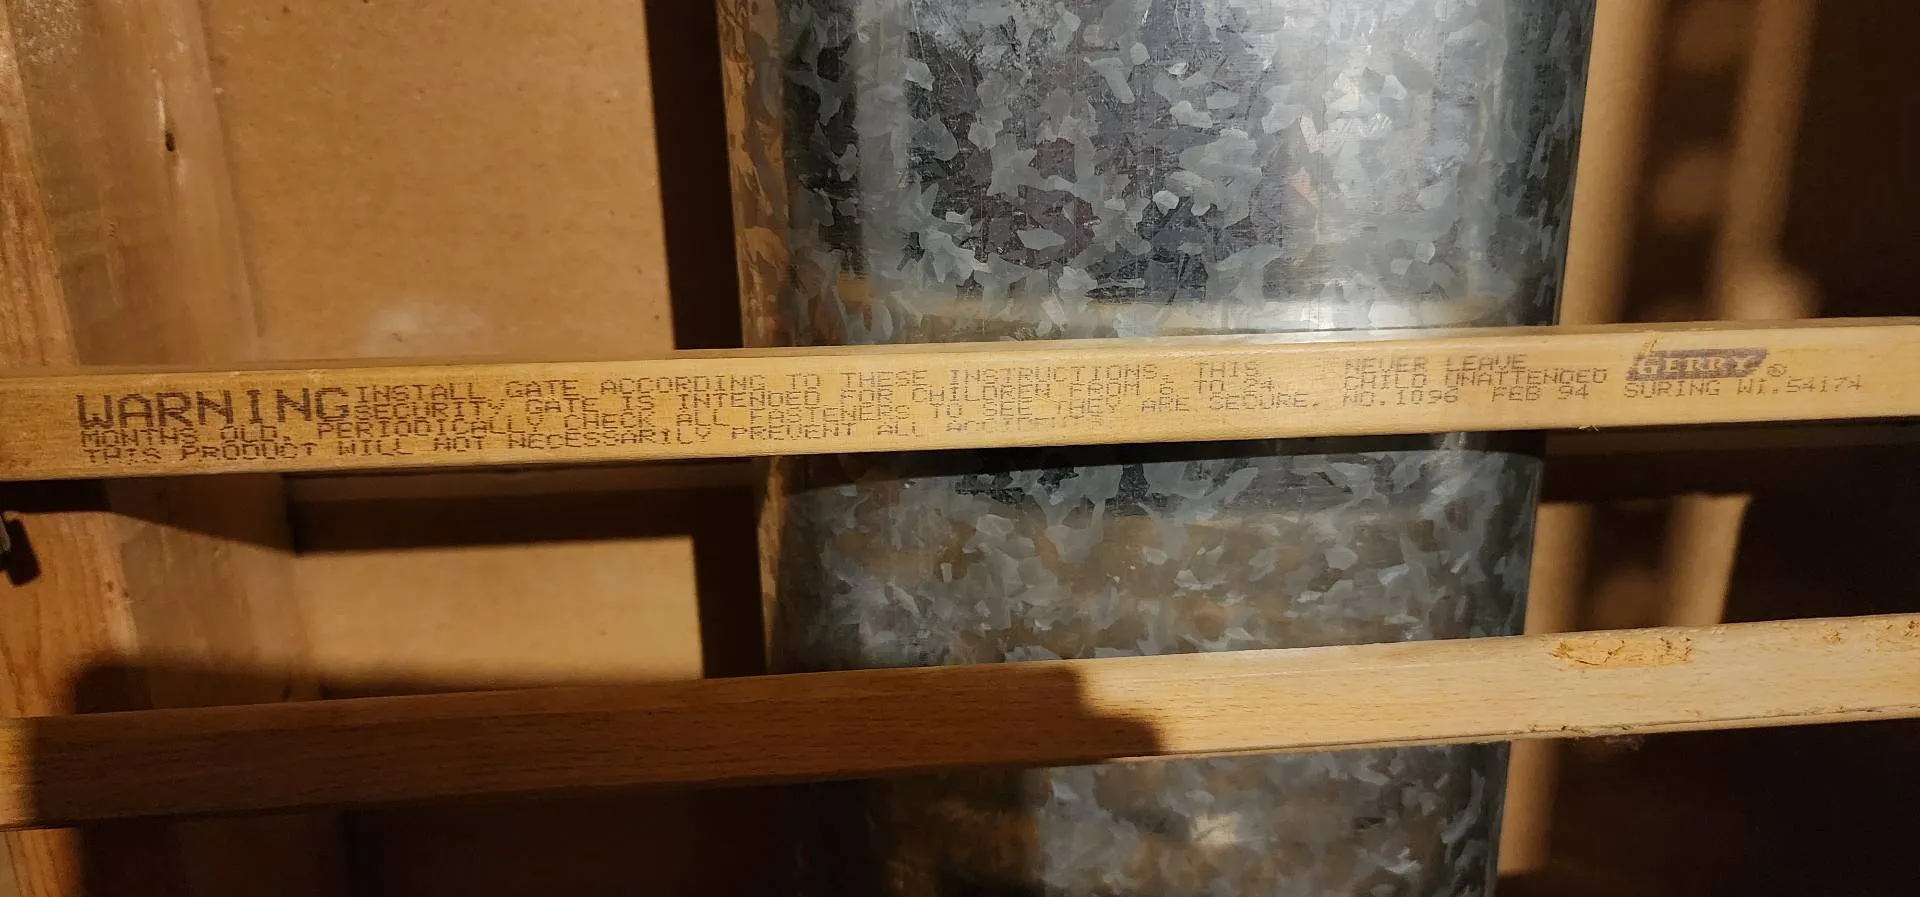 WARNING INSTALL GATE ACCORDING TO THESE INSTRUCTIONS. THIS
SECURITY GATE IS INTENDED FOR CHILDREN FROM 6 TO 24
MONTHS OLD. PERIODICALLY CHECK ALL FASTENERS TO SEE THEY ARE SECURE.
THIS PRODUCT WILL NOT NECESSARILY PREVENT ALL ACCIDENTS
NEVER LEAVE
CHILD UNATTENDED
NO.1096 FEB 94
GERRY®
SURING WI.54174